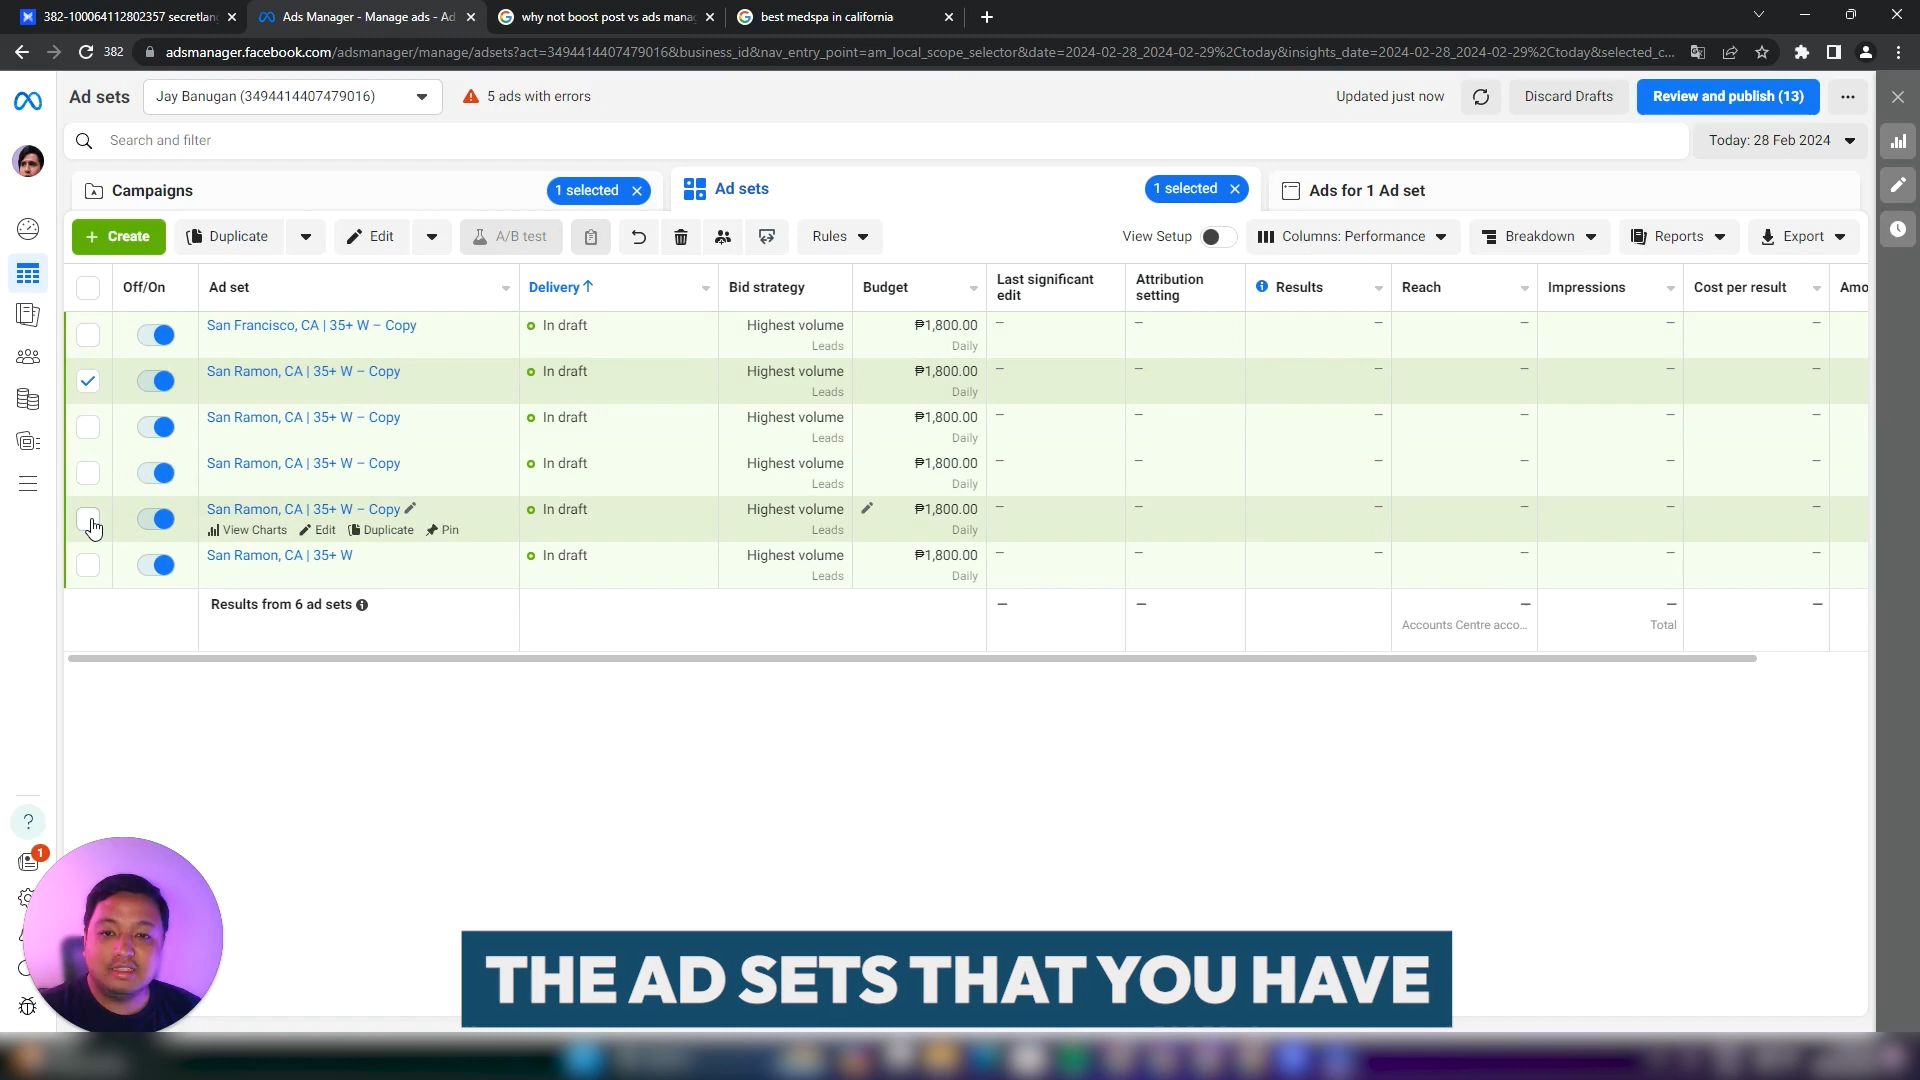 382-100064112802357 secretlan
Ads Manager - Manage ads - Ad
why not boost post vs ads mana
best medspa in california
382
adsmanager.facebook.com/adsmanager/manage/adsets?act=3494414407479016&business_id&nav_entry_point=am_local_scope_selector&date=2024-02-28_2024-02-29%2Ctoday&insights_date=2024-02-28_2024-02-29%2Ctoday&selected_c...
Ad sets
Jay Banugan (3494414407479016)
5 ads with errors
Updated just now
Discard Drafts
Review and publish (13)
Search and filter
Today: 28 Feb 2024
Campaigns
1 selected
Ad sets
1 selected
Ads for 1 Ad set
+ Create
Duplicate
Edit
A/B test
Rules
View Setup
Columns: Performance
Breakdown
Reports
Export
Off/On
Ad set
Delivery ↑
Bid strategy
Budget
Last significant
edit
Attribution
setting
Results
Reach
Impressions
Cost per result
Amo
San Francisco, CA | 35+ W – Copy
In draft
Highest volume
₱1,800.00
— — — — — —
Leads
Daily
San Ramon, CA | 35+ W – Copy
In draft
Highest volume
₱1,800.00
— — — — — —
Leads
Daily
San Ramon, CA | 35+ W – Copy
In draft
Highest volume
₱1,800.00
— — — — — —
Leads
Daily
San Ramon, CA | 35+ W – Copy
In draft
Highest volume
₱1,800.00
— — — — — —
Leads
Daily
San Ramon, CA | 35+ W – Copy
In draft
Highest volume
₱1,800.00
— — — — — —
View Charts
Edit
Duplicate
Pin
Leads
Daily
San Ramon, CA | 35+ W
In draft
Highest volume
₱1,800.00
— — — — — —
Leads
Daily
Results from 6 ad sets
— — — — —
Accounts Centre acco...
Total
1
THE AD SETS THAT YOU HAVE